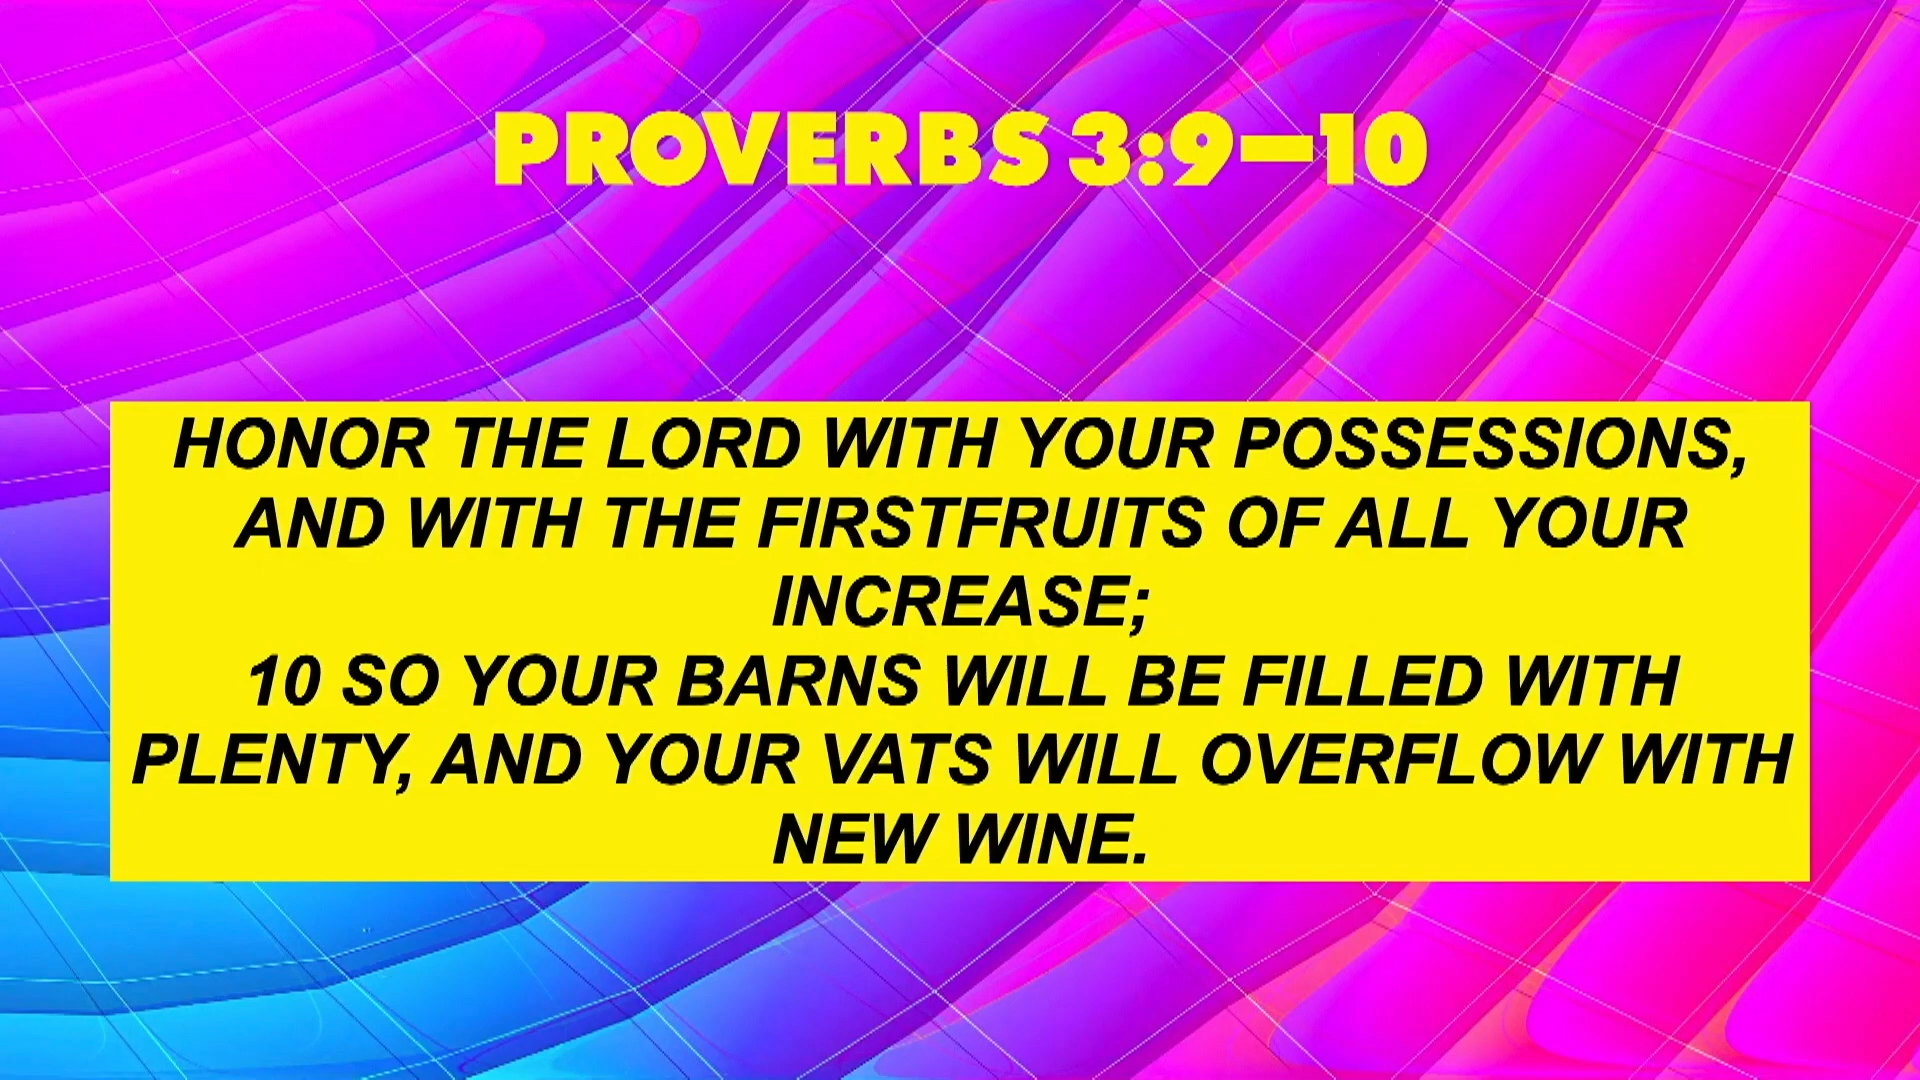 PROVERBS 3:9–10
HONOR THE LORD WITH YOUR POSSESSIONS,
AND WITH THE FIRSTFRUITS OF ALL YOUR
INCREASE;
10 SO YOUR BARNS WILL BE FILLED WITH
PLENTY, AND YOUR VATS WILL OVERFLOW WITH
NEW WINE.